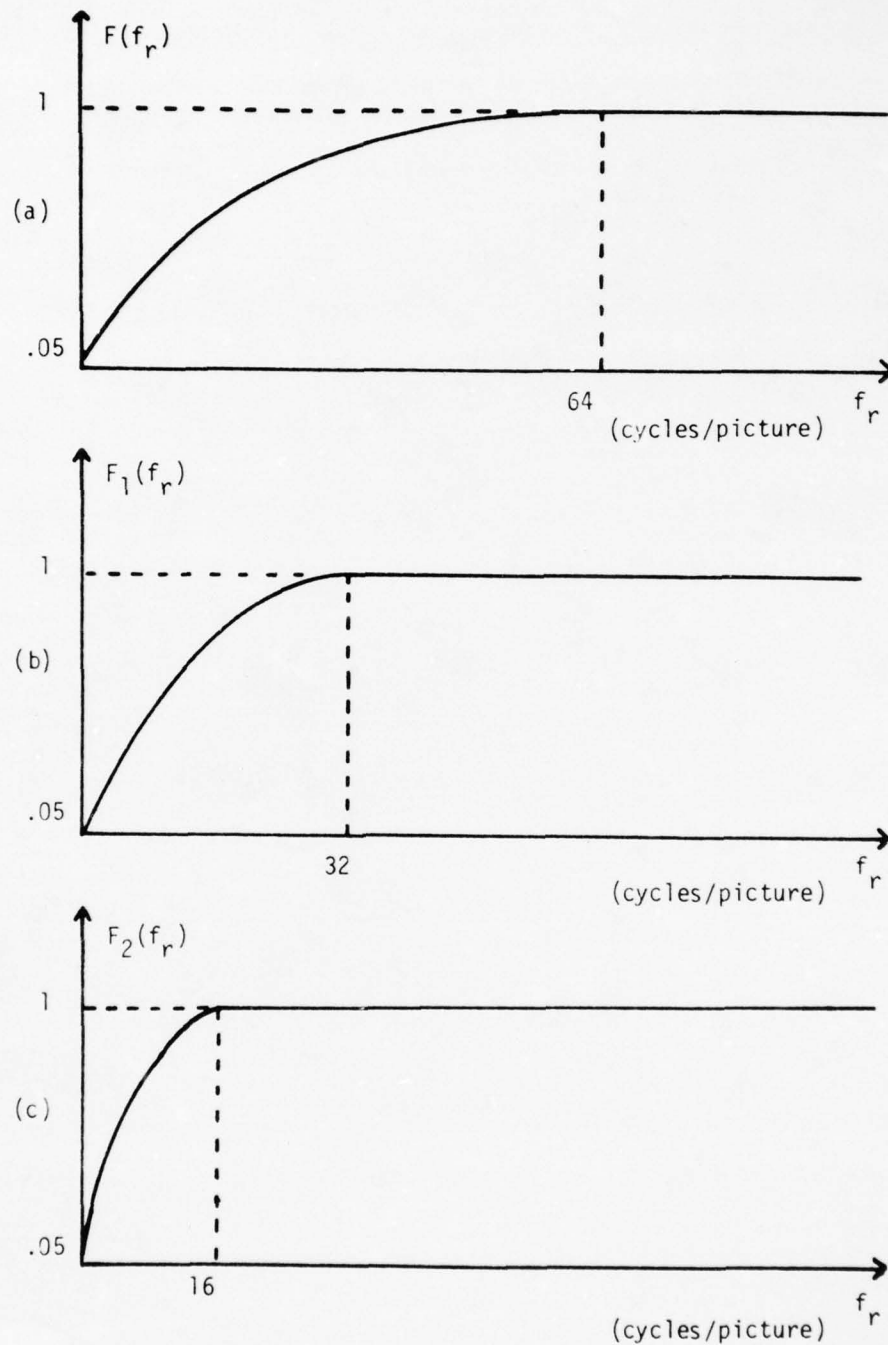 F(f_r)
1
(a)
.05
64
f_r
(cycles/picture)
F_1(f_r)
1
(b)
.05
32
f_r
(cycles/picture)
F_2(f_r)
1
(c)
.05
16
f_r
(cycles/picture)